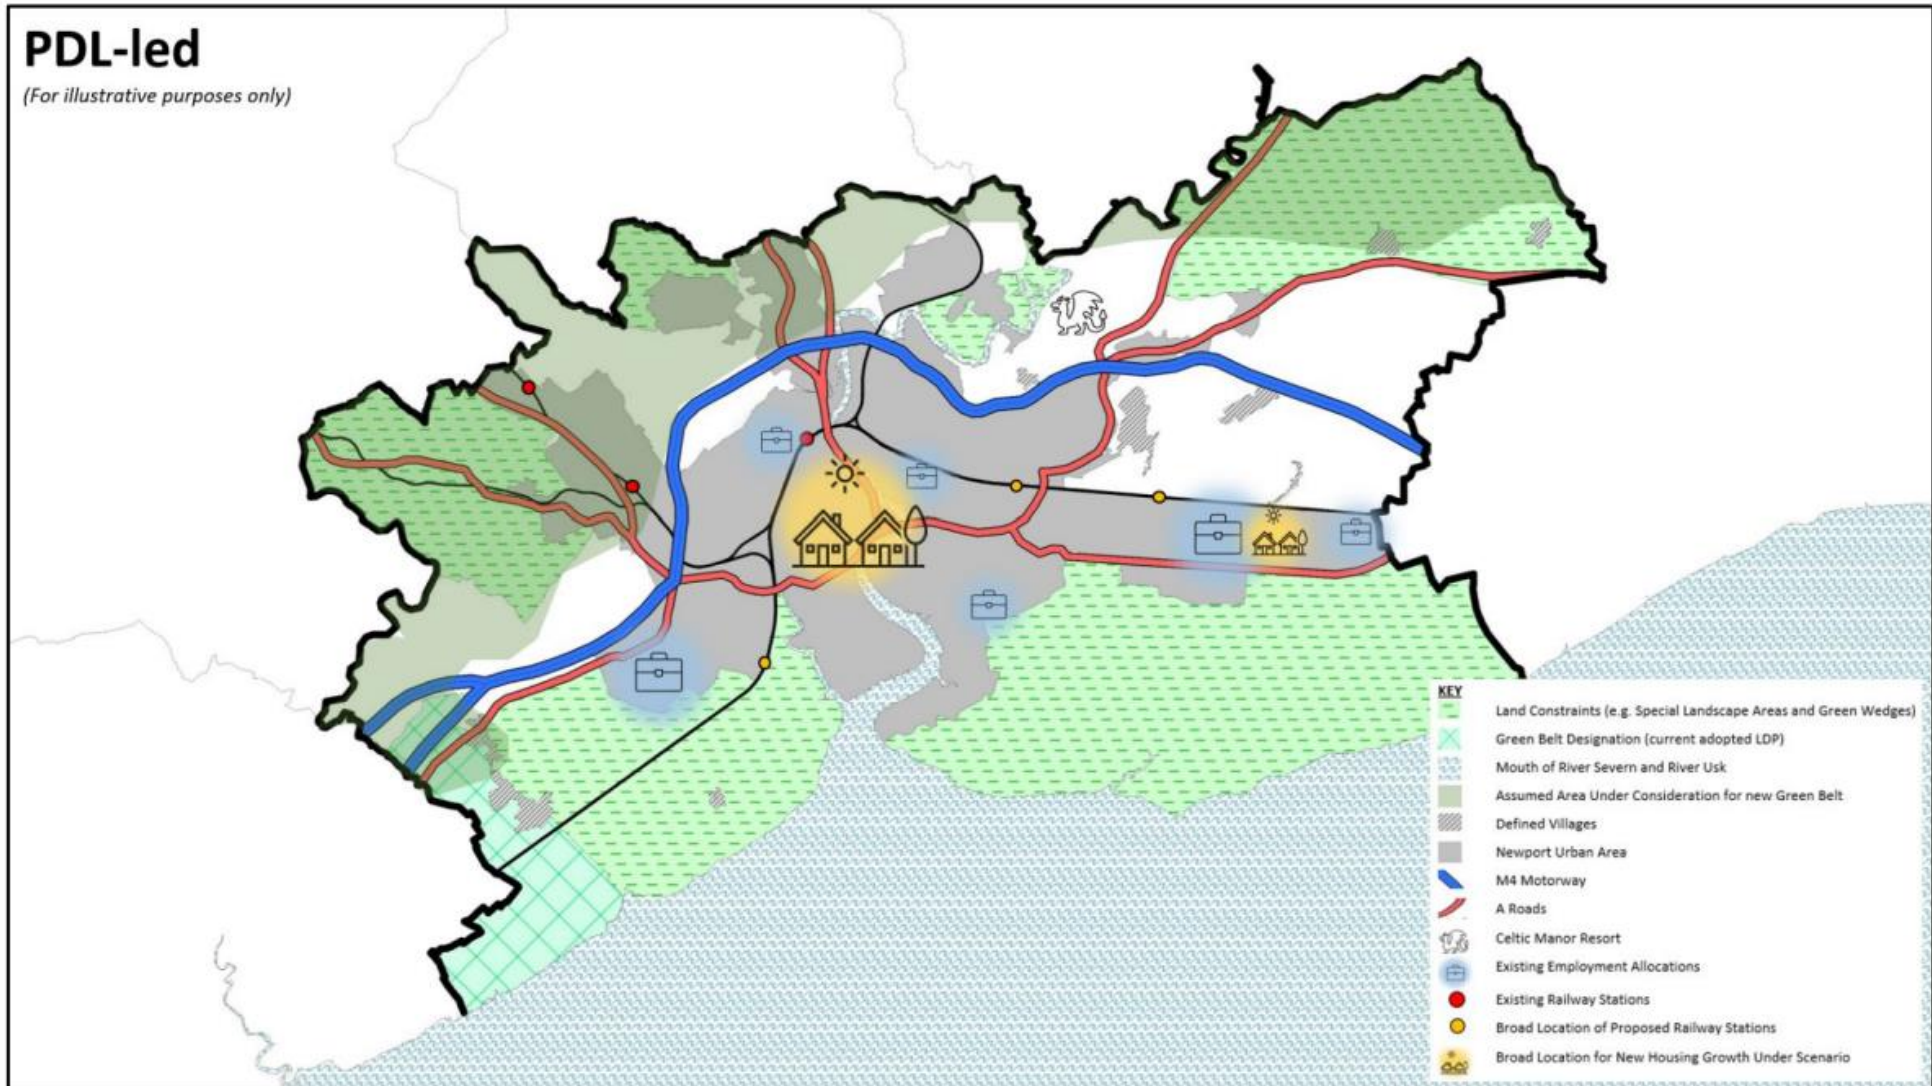 PDL-led
(For illustrative purposes only)
KEY
Land Constraints (e.g. Special Landscape Areas and Green Wedges)
Green Belt Designation (current adopted LDP)
Mouth of River Severn and River Usk
Assumed Area Under Consideration for new Green Belt
Defined Villages
Newport Urban Area
M4 Motorway
A Roads
Celtic Manor Resort
Existing Employment Allocations
Existing Railway Stations
Broad Location of Proposed Railway Stations
Broad Location for New Housing Growth Under Scenario